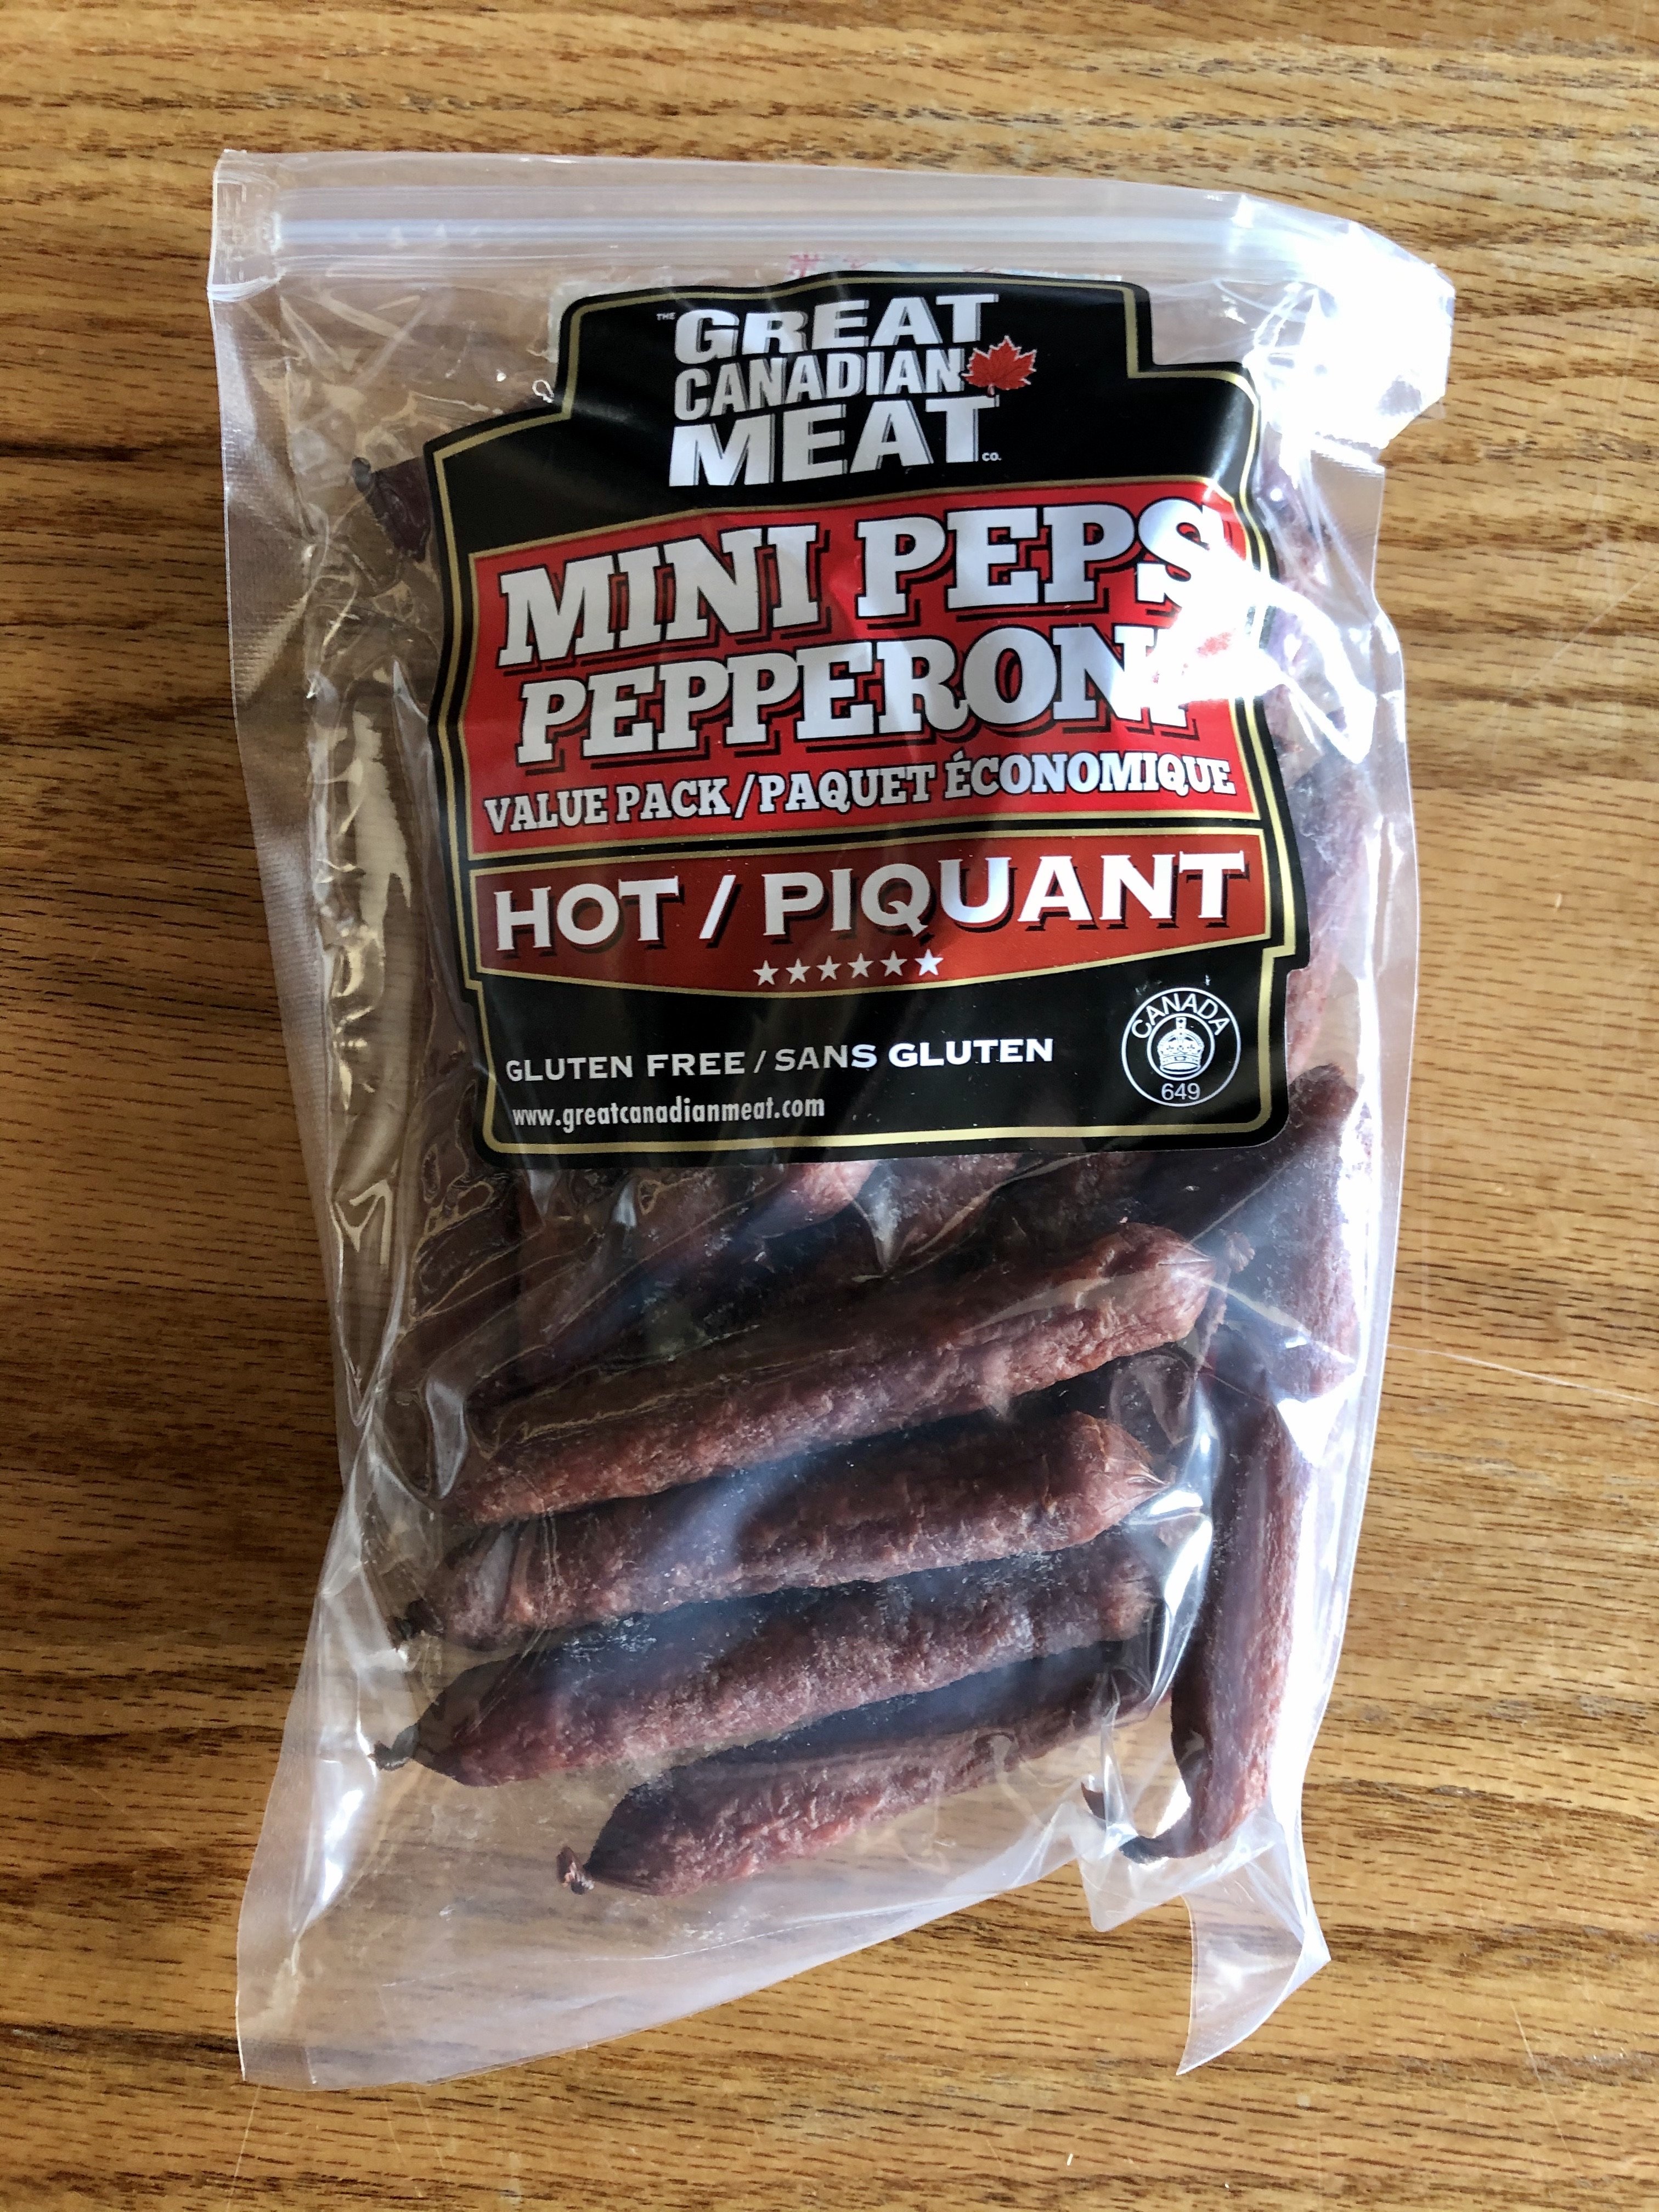 THE GREAT
CANADIAN
MEAT CO.
MINI PEPS
PEPPERONI
VALUE PACK/PAQUET ÉCONOMIQUE
HOT / PIQUANT
GLUTEN FREE / SANS GLUTEN
www.greatcanadianmeat.com
CANADA
649